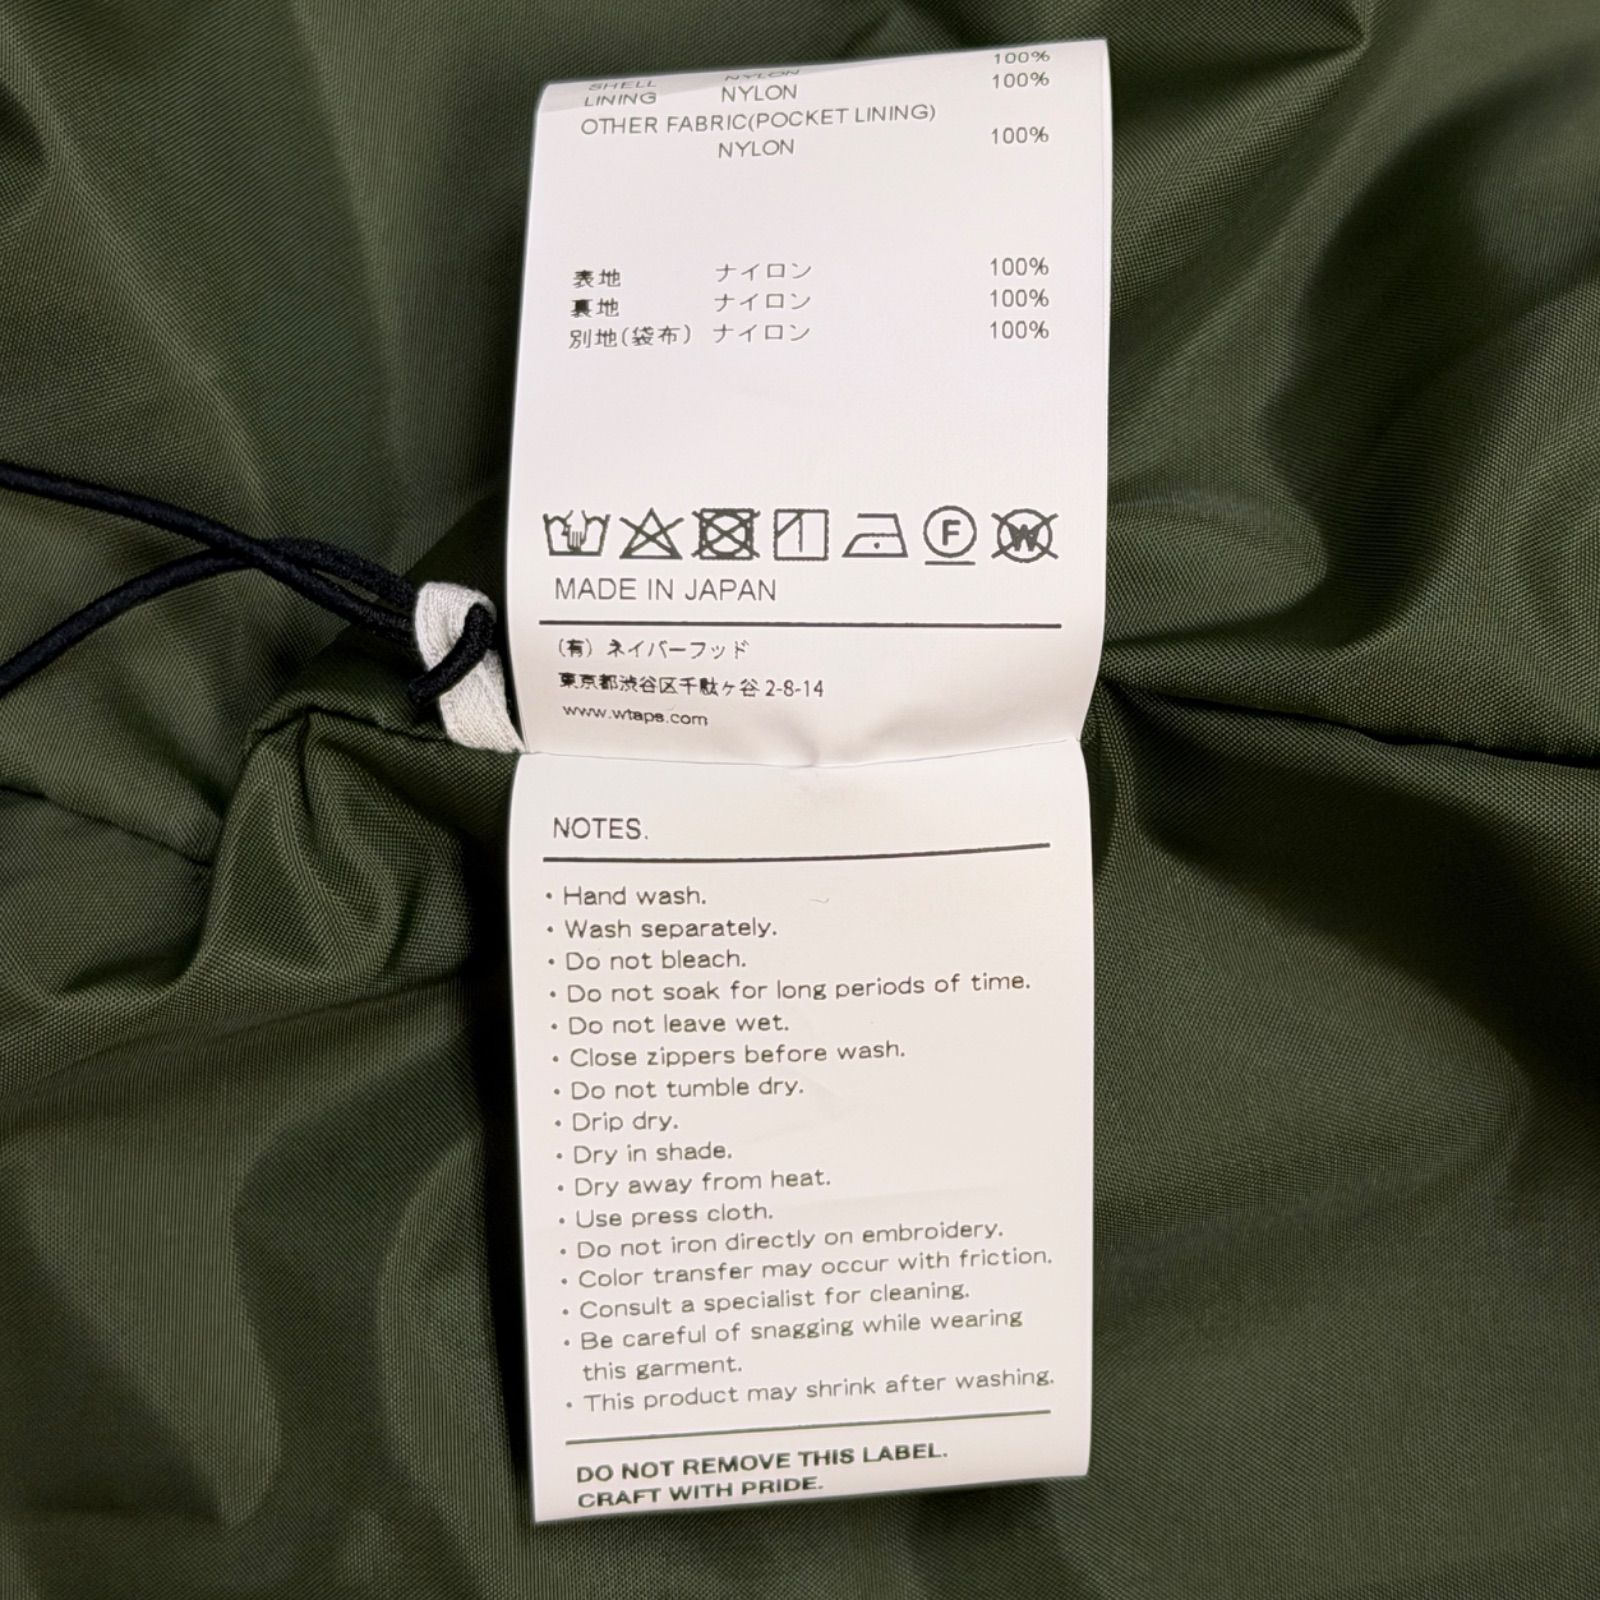 SHELL NYLON 100%
LINING NYLON 100%
OTHER FABRIC(POCKET LINING)
NYLON 100%
表地 ナイロン 100%
裏地 ナイロン 100%
別地(袋布) ナイロン 100%
F W
MADE IN JAPAN
(有) ネイバーフッド
東京都渋谷区千駄ヶ谷 2-8-14
www.wtaps.com
NOTES.
・Hand wash.
・Wash separately.
・Do not bleach.
・Do not soak for long periods of time.
・Do not leave wet.
・Close zippers before wash.
・Do not tumble dry.
・Drip dry.
・Dry in shade.
・Dry away from heat.
・Use press cloth.
・Do not iron directly on embroidery.
・Color transfer may occur with friction.
・Consult a specialist for cleaning.
・Be careful of snagging while wearing
this garment.
・This product may shrink after washing.
DO NOT REMOVE THIS LABEL.
CRAFT WITH PRIDE.